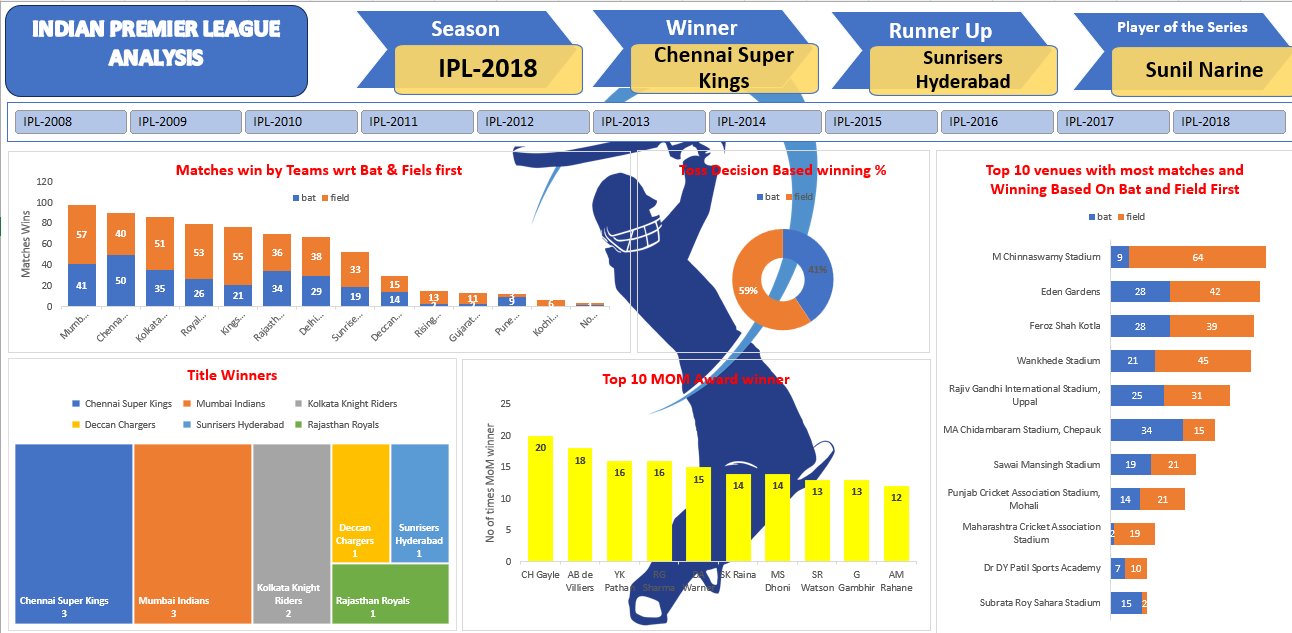 INDIAN PREMIER LEAGUE
ANALYSIS
Season
IPL-2018
Winner
Chennai Super
Kings
Runner Up
Sunrisers
Hyderabad
Player of the Series
Sunil Narine
IPL-2008
IPL-2009
IPL-2010
IPL-2011
IPL-2012
IPL-2013
IPL-2014
IPL-2015
IPL-2016
IPL-2017
IPL-2018
Matches win by Teams wrt Bat & Fiels first
bat field
Matches Wins
120
100
80
60
40
20
0
57 40 51 53 55 36 38 33 15 13 11 6
41 50 35 26 21 34 29 19 14 9
Mumb...
Chenna...
Kolkata...
Royal...
Kings...
Rajasth...
Delhi...
Sunrise...
Deccan...
Rising...
Gujarat...
Pune...
Kochi...
No...
Toss Decision Based winning %
bat field
41%
59%
Top 10 venues with most matches and
Winning Based On Bat and Field First
bat field
M Chinnaswamy Stadium 9 64
Eden Gardens 28 42
Feroz Shah Kotla 28 39
Wankhede Stadium 21 45
Rajiv Gandhi International Stadium,
Uppal 25 31
MA Chidambaram Stadium, Chepauk 34 15
Sawai Mansingh Stadium 19 21
Punjab Cricket Association Stadium,
Mohali 14 21
Maharashtra Cricket Association
Stadium 2 19
Dr DY Patil Sports Academy 7 10
Subrata Roy Sahara Stadium 15 2
Title Winners
Chennai Super Kings Mumbai Indians Kolkata Knight Riders
Deccan Chargers Sunrisers Hyderabad Rajasthan Royals
Chennai Super Kings
3
Mumbai Indians
3
Kolkata Knight
Riders
2
Deccan
Chargers
1
Sunrisers
Hyderabad
1
Rajasthan Royals
1
Top 10 MOM Award winner
No of times MoM winner
25
20
15
10
5
0
20 18 16 16 15 14 14 13 13 12
CH Gayle
AB de
Villiers
YK
Pathan
RG
Sharma
Warner
SK Raina
MS
Dhoni
SR
Watson
G
Gambhir
AM
Rahane